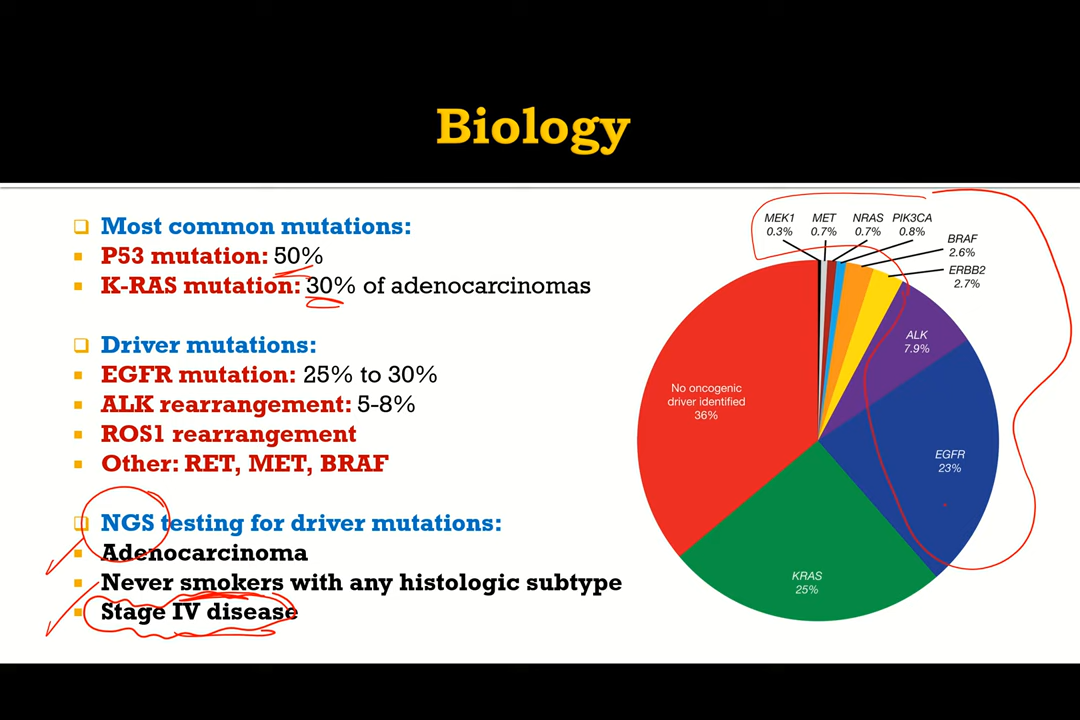 Biology
Most common mutations:
P53 mutation: 50%
K-RAS mutation: 30% of adenocarcinomas
Driver mutations:
EGFR mutation: 25% to 30%
ALK rearrangement: 5-8%
ROS1 rearrangement
Other: RET, MET, BRAF
NGS testing for driver mutations:
Adenocarcinoma
Never smokers with any histologic subtype
Stage IV disease
MEK1
0.3%
MET
0.7%
NRAS
0.7%
PIK3CA
0.8%
BRAF
2.6%
ERBB2
2.7%
ALK
7.9%
EGFR
23%
KRAS
25%
No oncogenic
driver identified
36%